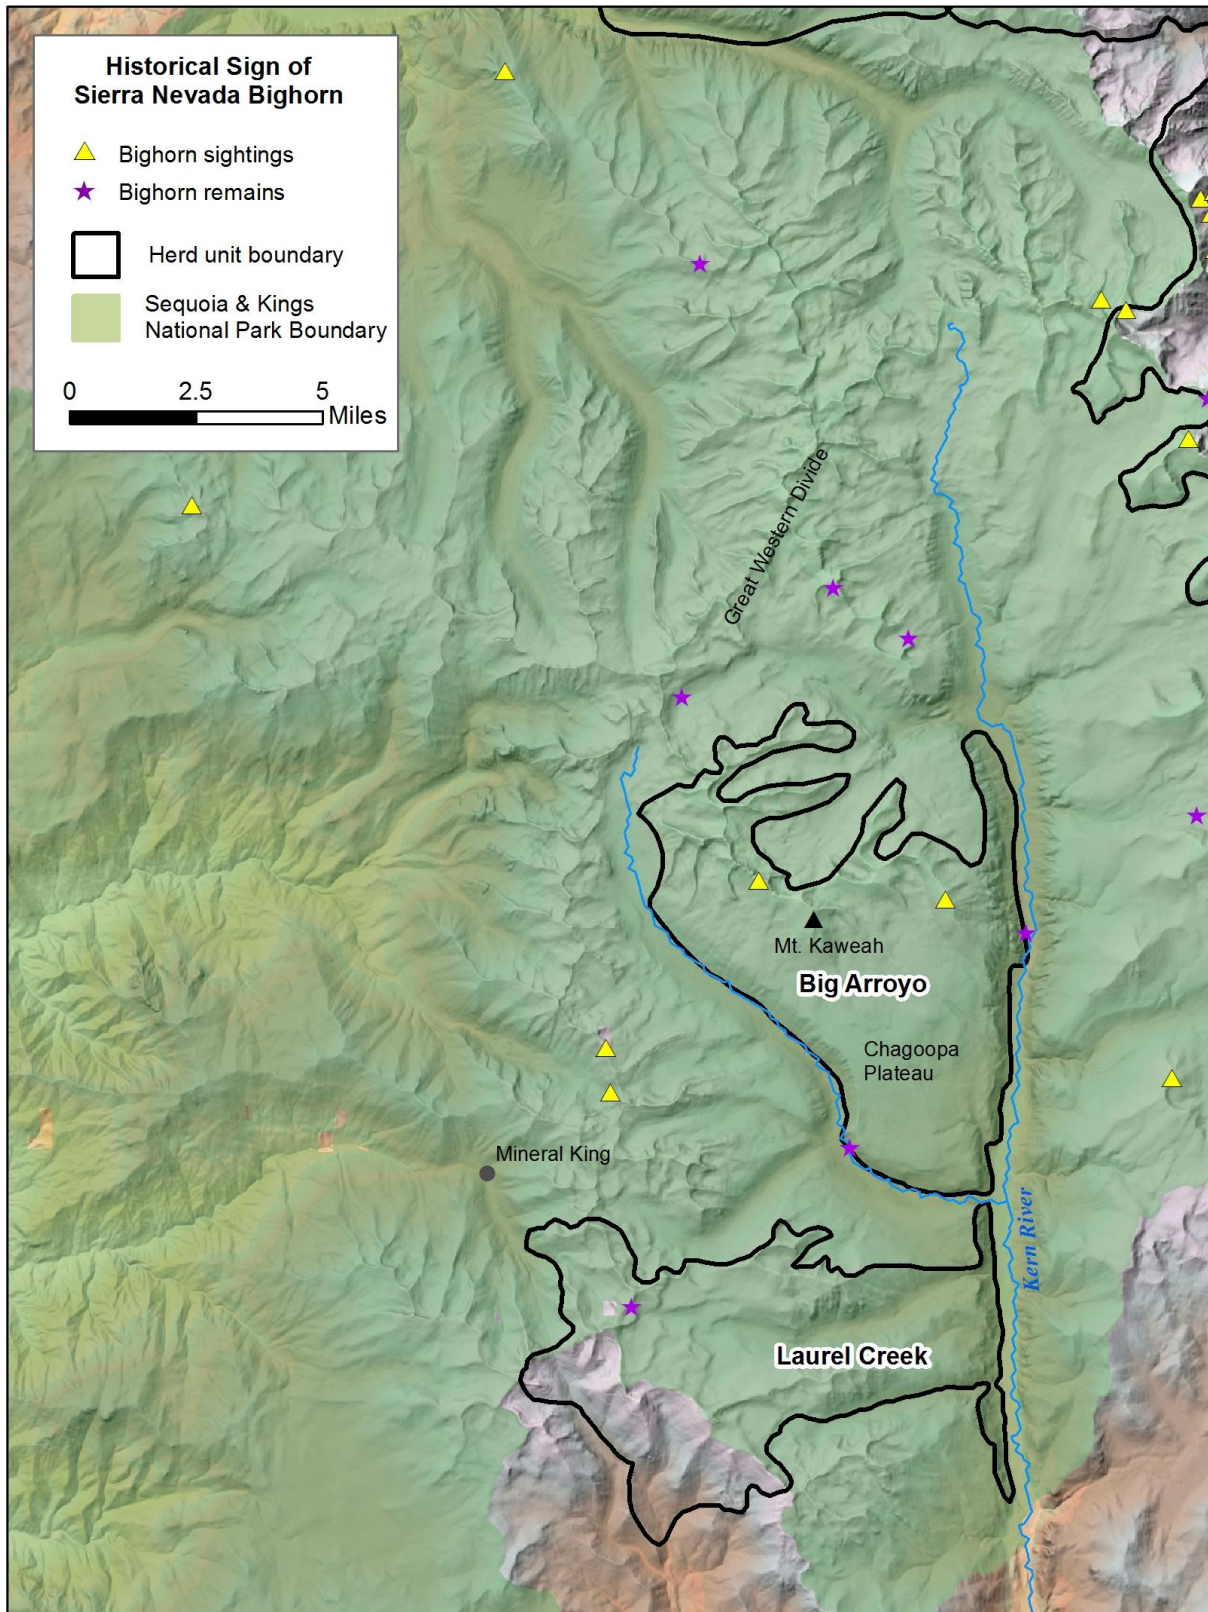 Historical Sign of
Sierra Nevada Bighorn
Bighorn sightings
Bighorn remains
Herd unit boundary
Sequoia & Kings
National Park Boundary
0 2.5 5
Miles
Great Western Divide
Mt. Kaweah
Big Arroyo
Chagoopa
Plateau
Mineral King
Kern River
Laurel Creek